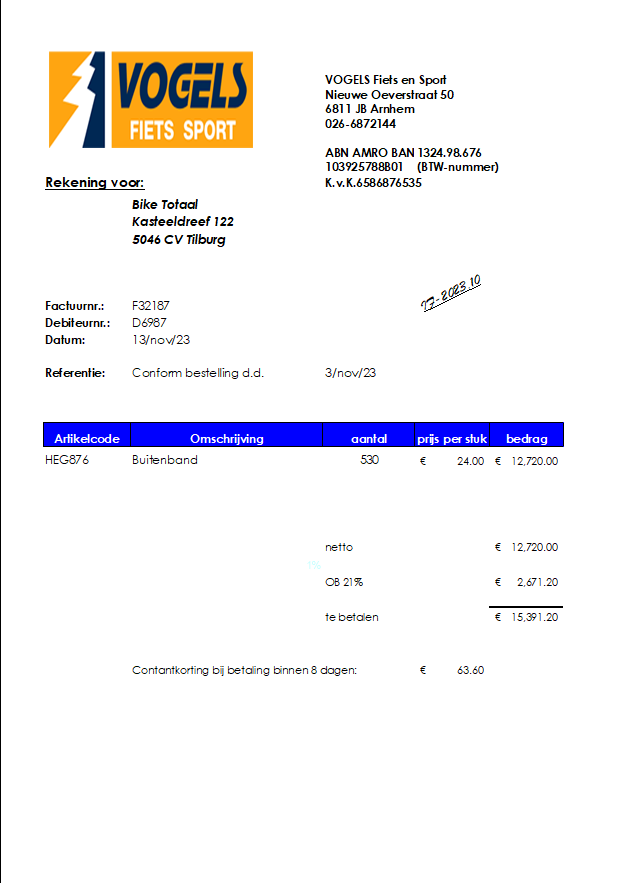 VOGELS
FIETS SPORT
VOGELS Fiets en Sport
Nieuwe Oeverstraat 50
6811 JB Arnhem
026-6872144
ABN AMRO BAN 1324.98.676
103925788B01 (BTW-nummer)
K.v.K.6586876535
Rekening voor:
Bike Totaal
Kasteeldreef 122
5046 CV Tilburg
17-2023.10
Factuurnr.: F32187
Debiteurnr.: D6987
Datum: 13/nov/23
Referentie: Conform bestelling d.d. 3/nov/23
Artikelcode Omschrijving aantal prijs per stuk bedrag
HEG876 Buitenband 530 € 24.00 € 12,720.00
netto € 12,720.00
1%
OB 21% € 2,671.20
te betalen € 15,391.20
Contantkorting bij betaling binnen 8 dagen: € 63.60